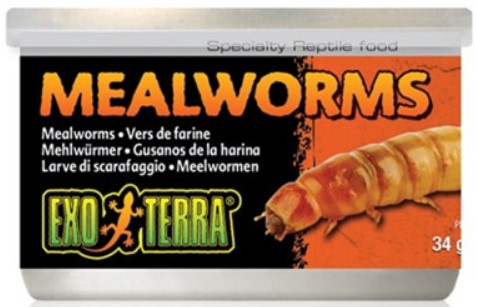 Specialty Reptile food
MEALWORMS
Mealworms • Vers de farine
Mehlwürmer • Gusanos de la harina
Larve di scarafaggio • Meelwormen
EXO TERRA®
34 g